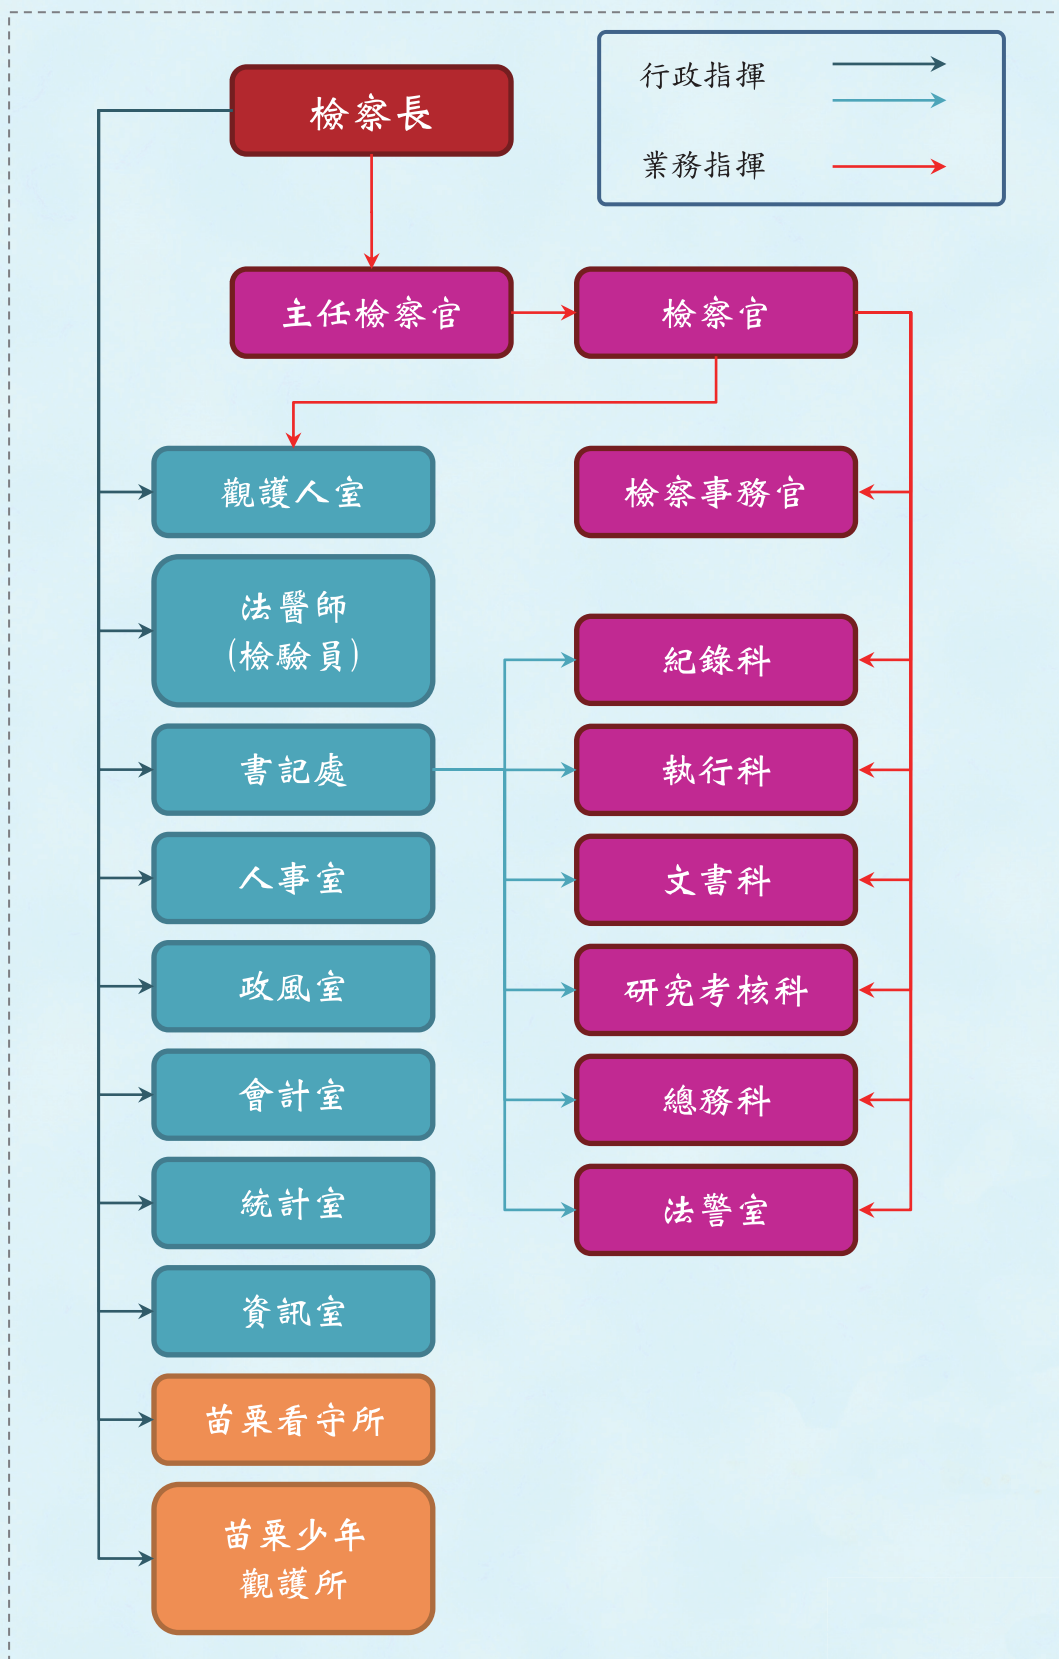 檢察長
行政指揮
業務指揮
主任檢察官
檢察官
觀護人室
檢察事務官
法醫師
(檢驗員)
紀錄科
書記處
執行科
人事室
文書科
政風室
研究考核科
會計室
總務科
統計室
法警室
資訊室
苗栗看守所
苗栗少年
觀護所